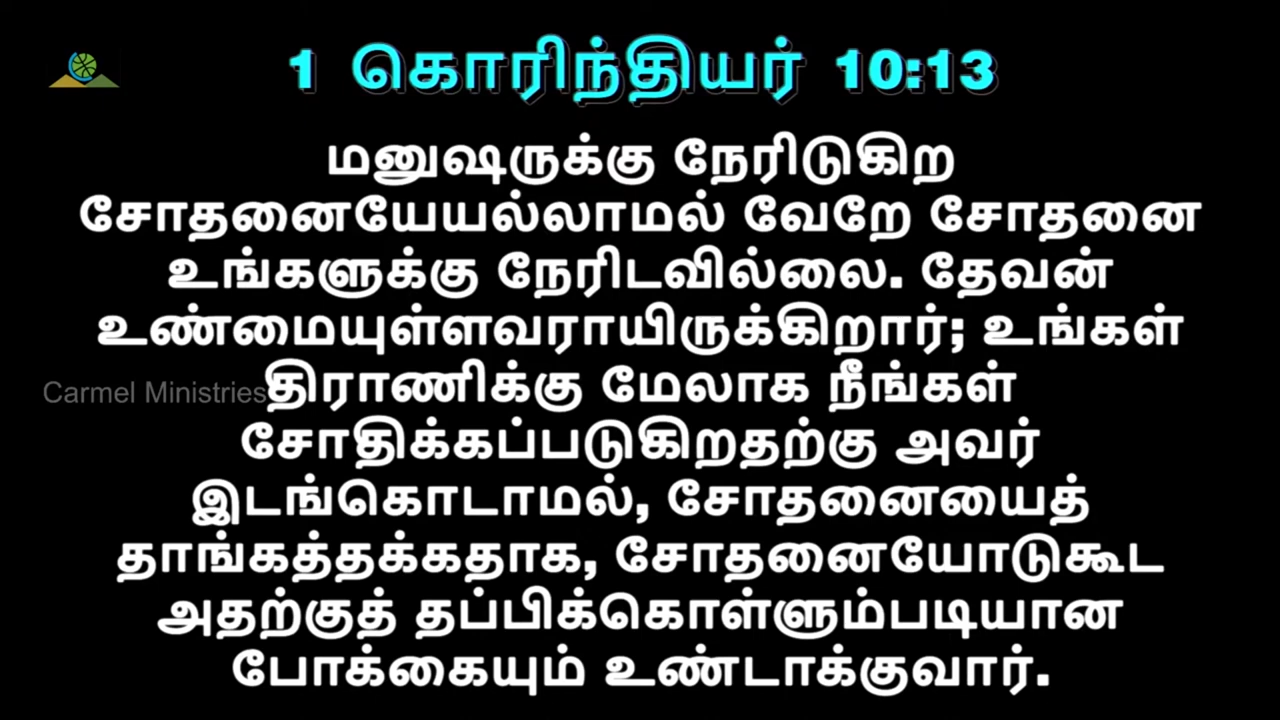 1 கொரிந்தியர் 10:13
மனுஷருக்கு நேரிடுகிற
சோதனையேயல்லாமல் வேறே சோதனை
உங்களுக்கு நேரிடவில்லை. தேவன்
உண்மையுள்ளவராயிருக்கிறார்; உங்கள்
Carmel Ministries
திராணிக்கு மேலாக நீங்கள்
சோதிக்கப்படுகிறதற்கு அவர்
இடங்கொடாமல், சோதனையைத்
தாங்கத்தக்கதாக, சோதனையோடுகூட
அதற்குத் தப்பிக்கொள்ளும்படியான
போக்கையும் உண்டாக்குவார்.